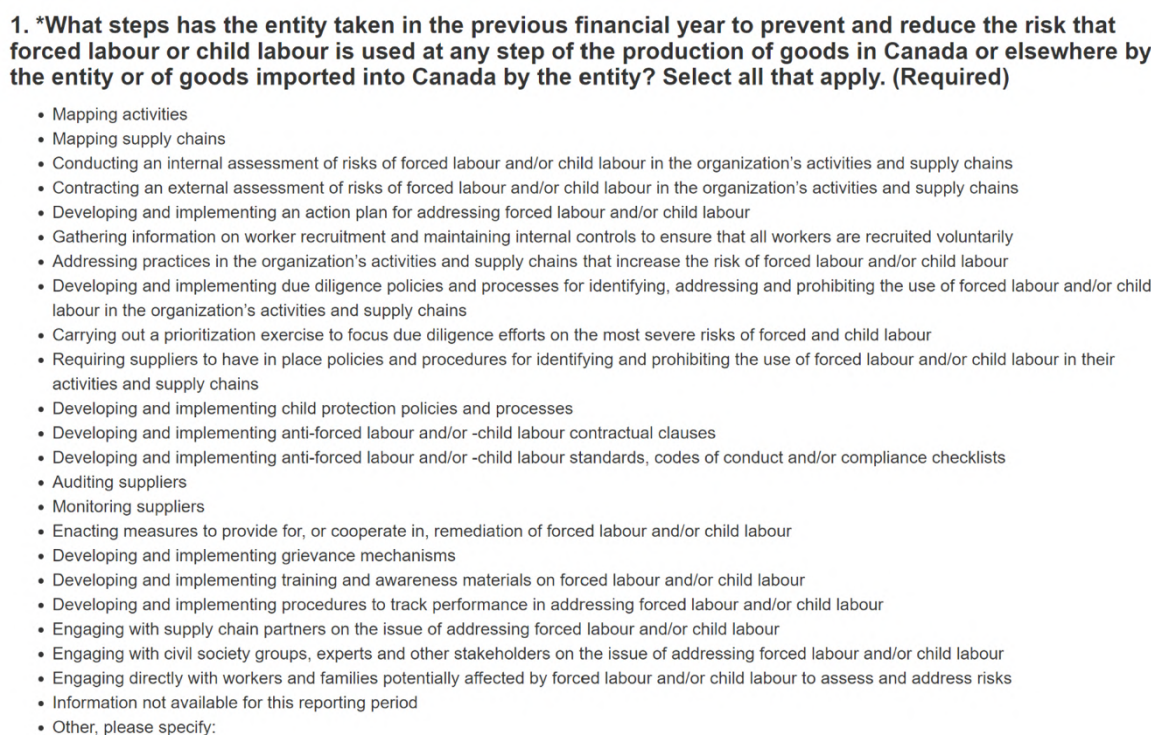 1. *What steps has the entity taken in the previous financial year to prevent and reduce the risk that
forced labour or child labour is used at any step of the production of goods in Canada or elsewhere by
the entity or of goods imported into Canada by the entity? Select all that apply. (Required)
• Mapping activities
• Mapping supply chains
• Conducting an internal assessment of risks of forced labour and/or child labour in the organization's activities and supply chains
• Contracting an external assessment of risks of forced labour and/or child labour in the organization's activities and supply chains
• Developing and implementing an action plan for addressing forced labour and/or child labour
• Gathering information on worker recruitment and maintaining internal controls to ensure that all workers are recruited voluntarily
• Addressing practices in the organization's activities and supply chains that increase the risk of forced labour and/or child labour
• Developing and implementing due diligence policies and processes for identifying, addressing and prohibiting the use of forced labour and/or child
labour in the organization's activities and supply chains
• Carrying out a prioritization exercise to focus due diligence efforts on the most severe risks of forced and child labour
• Requiring suppliers to have in place policies and procedures for identifying and prohibiting the use of forced labour and/or child labour in their
activities and supply chains
• Developing and implementing child protection policies and processes
• Developing and implementing anti-forced labour and/or -child labour contractual clauses
• Developing and implementing anti-forced labour and/or -child labour standards, codes of conduct and/or compliance checklists
• Auditing suppliers
• Monitoring suppliers
• Enacting measures to provide for, or cooperate in, remediation of forced labour and/or child labour
• Developing and implementing grievance mechanisms
• Developing and implementing training and awareness materials on forced labour and/or child labour
• Developing and implementing procedures to track performance in addressing forced labour and/or child labour
• Engaging with supply chain partners on the issue of addressing forced labour and/or child labour
• Engaging with civil society groups, experts and other stakeholders on the issue of addressing forced labour and/or child labour
• Engaging directly with workers and families potentially affected by forced labour and/or child labour to assess and address risks
• Information not available for this reporting period
• Other, please specify: